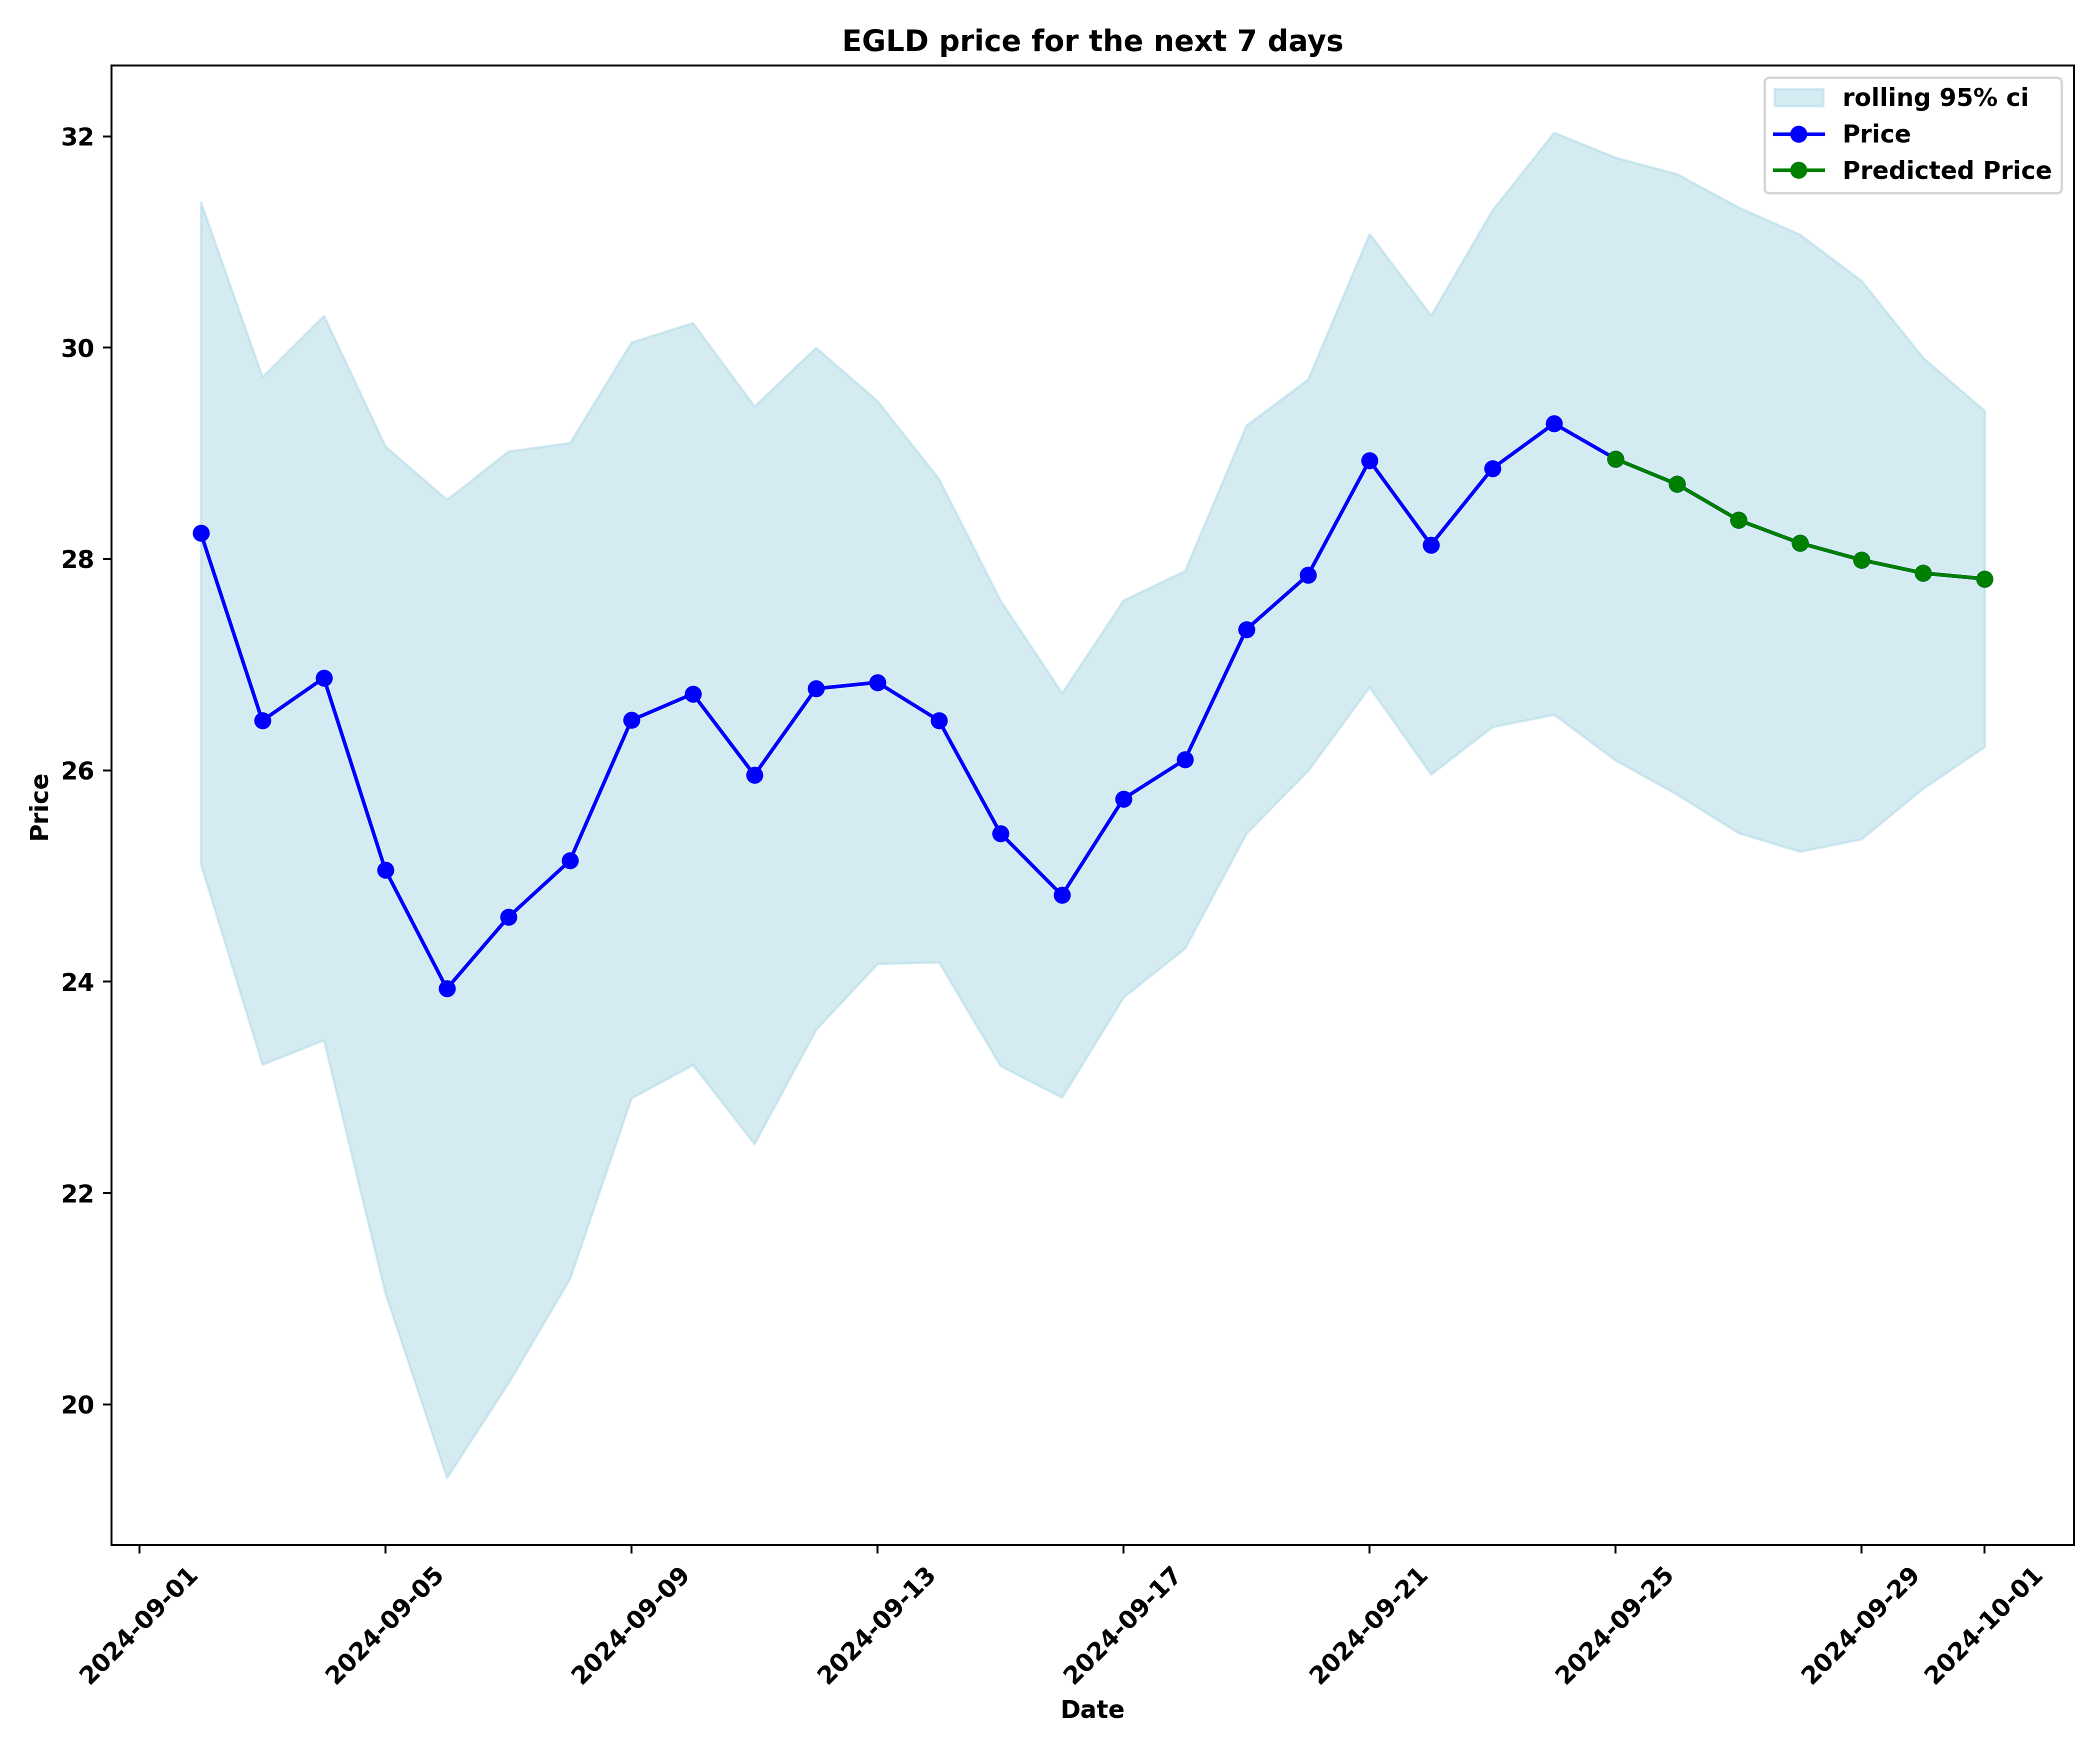 EGLD price for the next 7 days
rolling 95% ci
Price
Predicted Price
32
30
28
26
24
22
20
Price
2024-09-01
2024-09-05
2024-09-09
2024-09-13
2024-09-17
2024-09-21
2024-09-25
2024-09-29
2024-10-01
Date